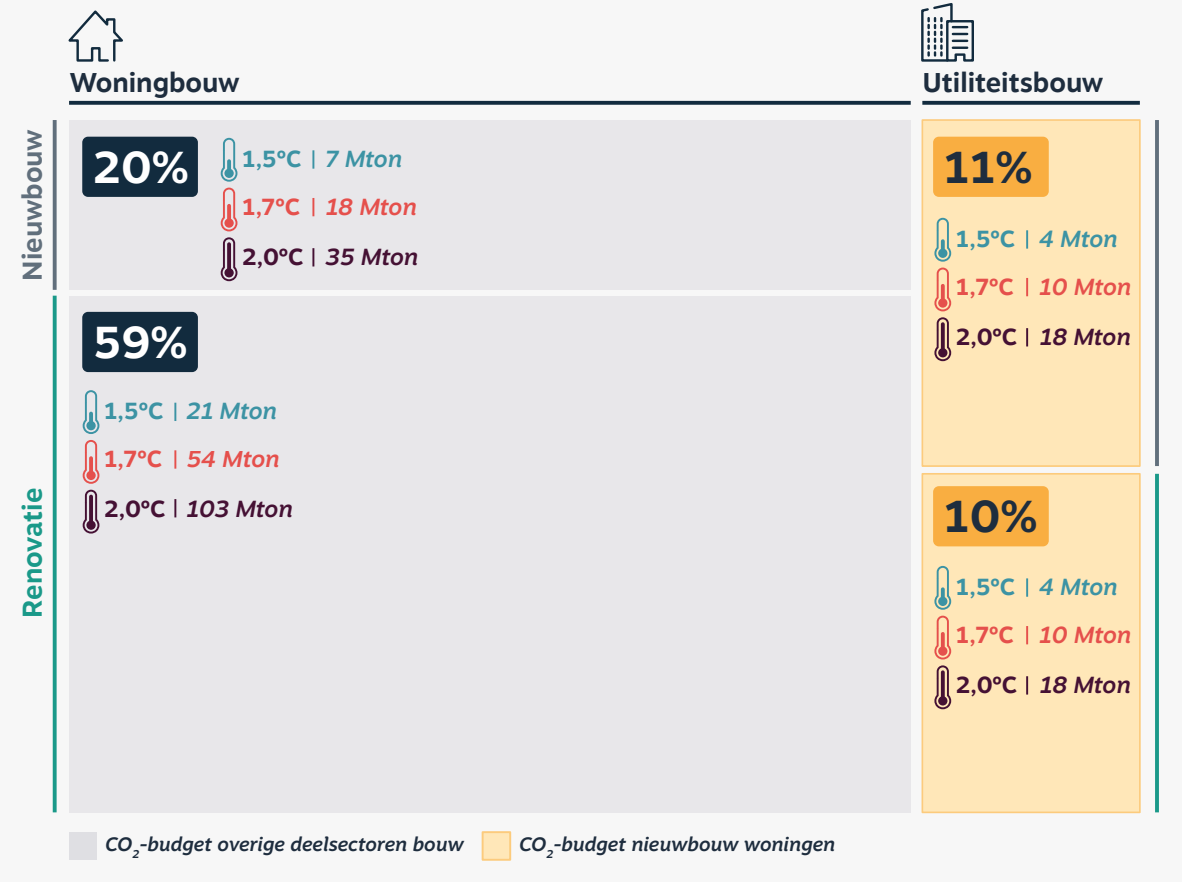 Woningbouw
Utiliteitsbouw
Nieuwbouw
20%
1,5°C | 7 Mton
1,7°C | 18 Mton
2,0°C | 35 Mton
11%
1,5°C | 4 Mton
1,7°C | 10 Mton
2,0°C | 18 Mton
Renovatie
59%
1,5°C | 21 Mton
1,7°C | 54 Mton
2,0°C | 103 Mton
10%
1,5°C | 4 Mton
1,7°C | 10 Mton
2,0°C | 18 Mton
CO₂-budget overige deelsectoren bouw
CO₂-budget nieuwbouw woningen